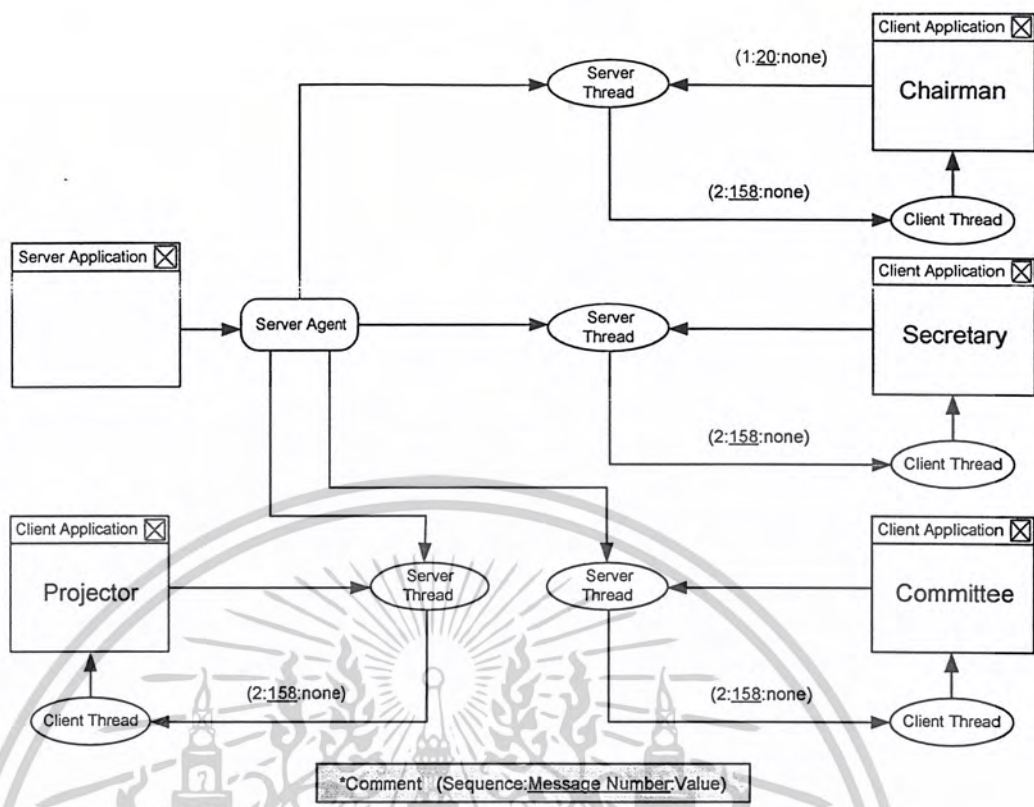 Client Application
Chairman
(1:20:none)
Server
Thread
(2:158:none)
Client Thread
Server Application
Server Agent
Server
Thread
Client Application
Secretary
(2:158:none)
Client Thread
Client Application
Projector
Server
Thread
(2:158:none)
Client Thread
Server
Thread
Client Application
Committee
(2:158:none)
Client Thread
*Comment (Sequence:Message Number:Value)